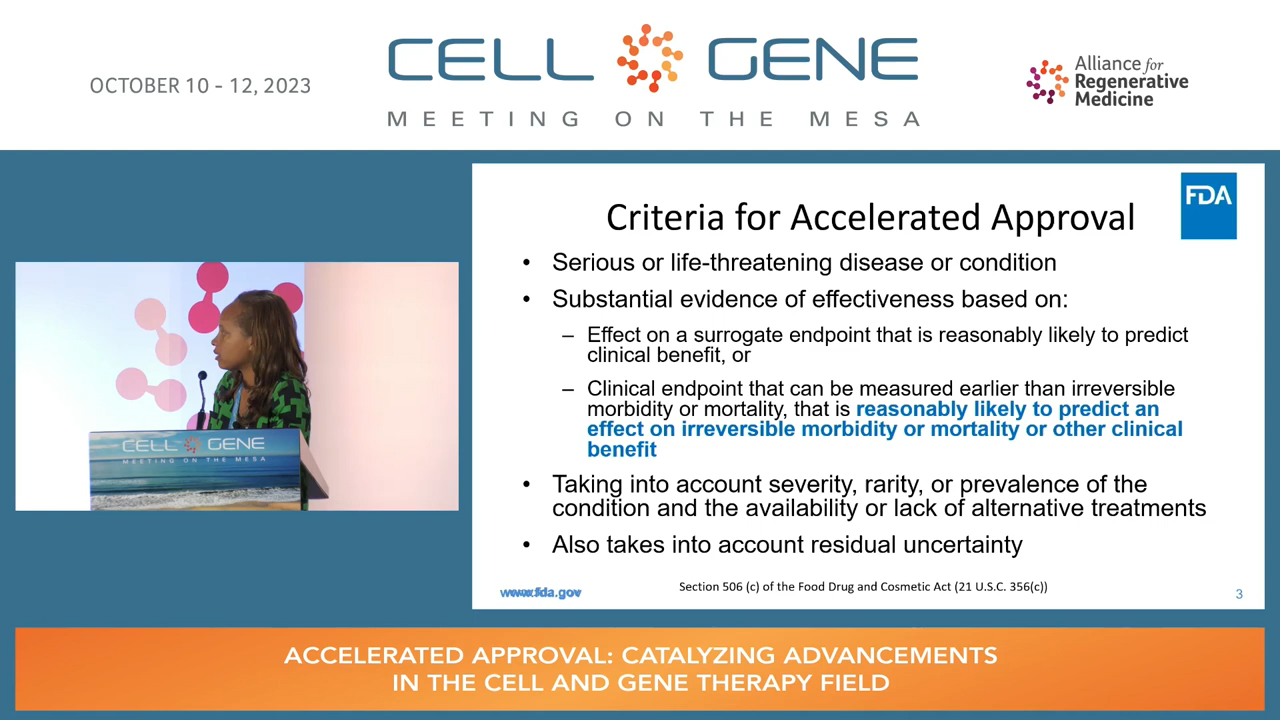 OCTOBER 10 - 12, 2023
CELL GENE
MEETING ON THE MESA
Alliance for
Regenerative
Medicine
CELL GENE
MEETING ON THE MESA
FDA
Criteria for Accelerated Approval
• Serious or life-threatening disease or condition
• Substantial evidence of effectiveness based on:
– Effect on a surrogate endpoint that is reasonably likely to predict
clinical benefit, or
– Clinical endpoint that can be measured earlier than irreversible
morbidity or mortality, that is reasonably likely to predict an
effect on irreversible morbidity or mortality or other clinical
benefit
• Taking into account severity, rarity, or prevalence of the
condition and the availability or lack of alternative treatments
• Also takes into account residual uncertainty
www.fda.gov
Section 506 (c) of the Food Drug and Cosmetic Act (21 U.S.C. 356(c))
3
ACCELERATED APPROVAL: CATALYZING ADVANCEMENTS
IN THE CELL AND GENE THERAPY FIELD